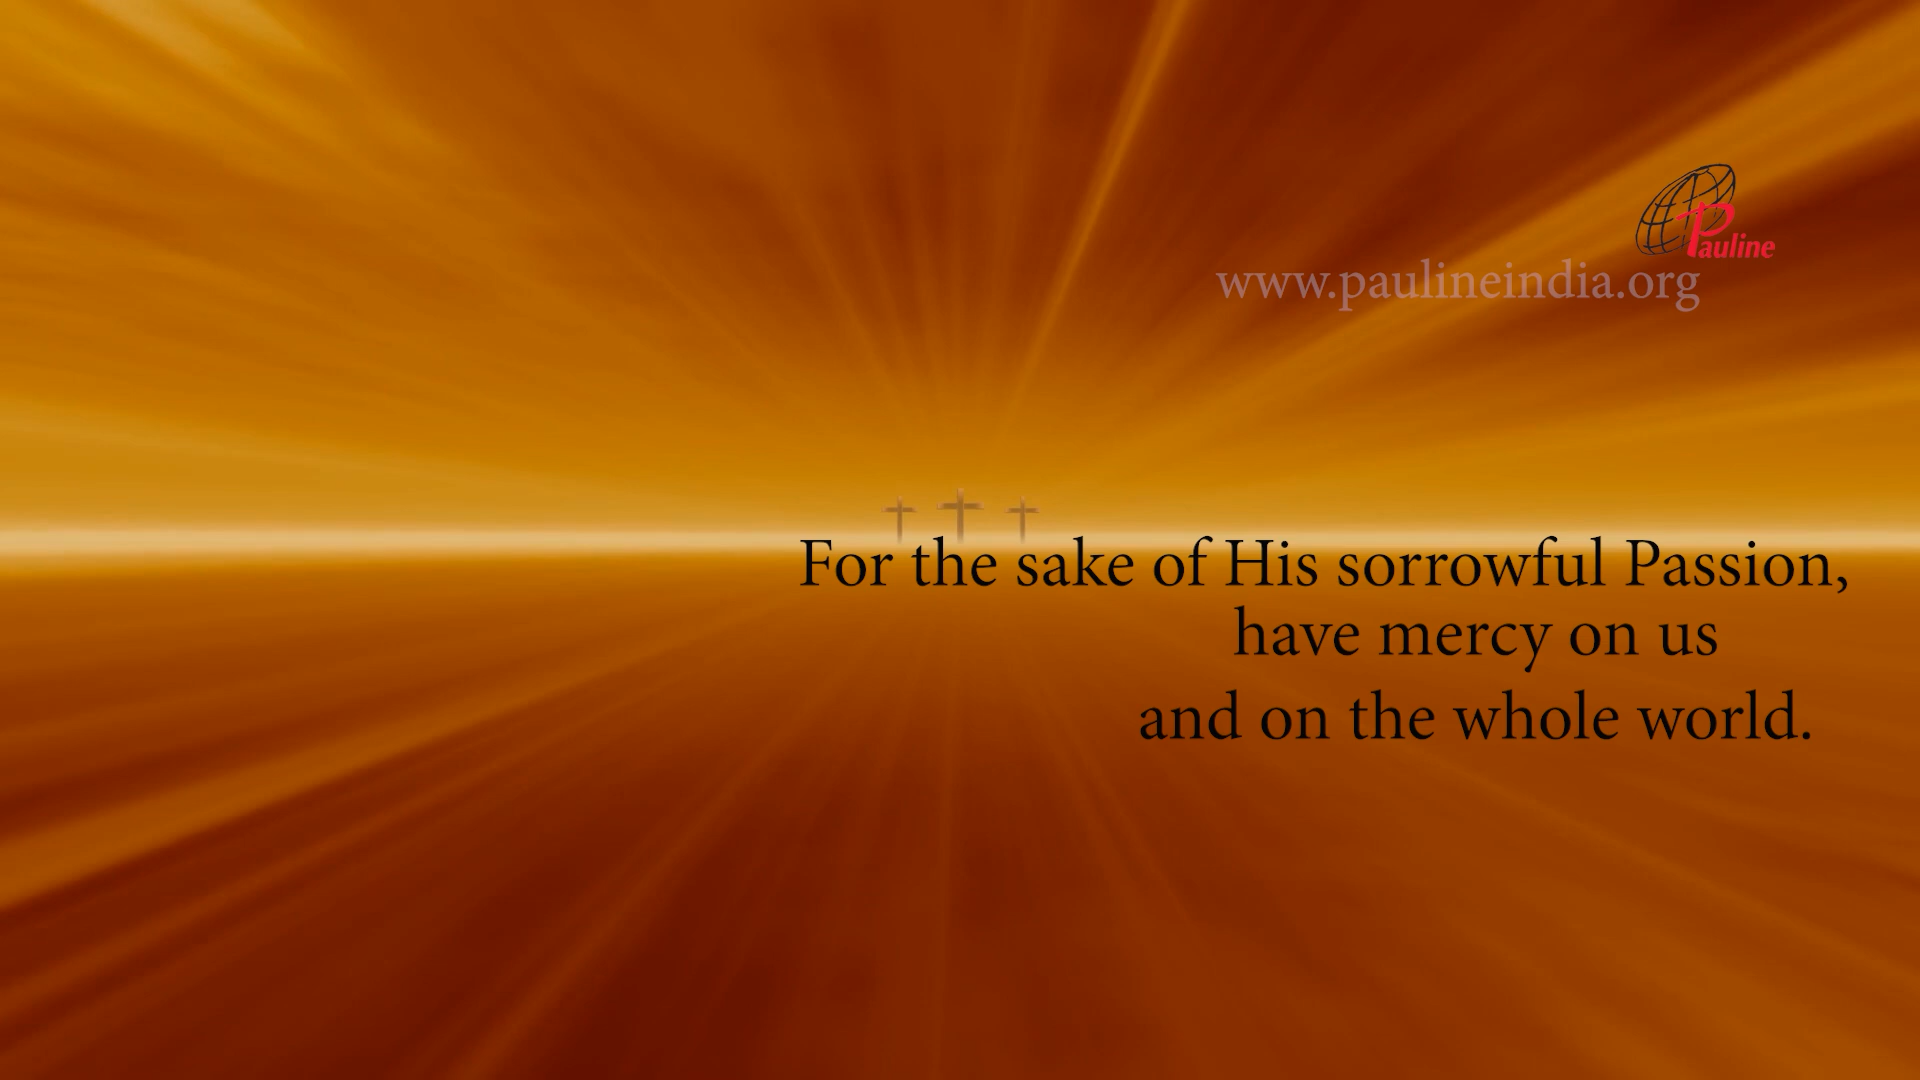 Pauline
www.paulineindia.org
For the sake of His sorrowful Passion,
have mercy on us
and on the whole world.